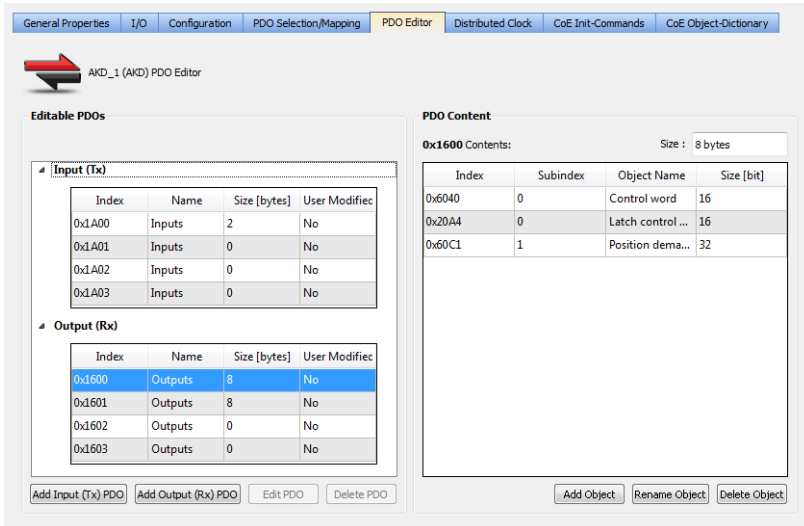 General Properties I/O Configuration PDO Selection/Mapping PDO Editor Distributed Clock CoE Init-Commands CoE Object-Dictionary
AKD_1 (AKD) PDO Editor
Editable PDOs
Input (Tx)
Index Name Size [bytes] User Modified
0x1A00 Inputs 2 No
0x1A01 Inputs 0 No
0x1A02 Inputs 0 No
0x1A03 Inputs 0 No
Output (Rx)
Index Name Size [bytes] User Modified
0x1600 Outputs 8 No
0x1601 Outputs 8 No
0x1602 Outputs 0 No
0x1603 Outputs 0 No
Add Input (Tx) PDO Add Output (Rx) PDO Edit PDO Delete PDO
PDO Content
0x1600 Contents: Size : 8 bytes
Index Subindex Object Name Size [bit]
0x6040 0 Control word 16
0x20A4 0 Latch control ... 16
0x60C1 1 Position dema... 32
Add Object Rename Object Delete Object